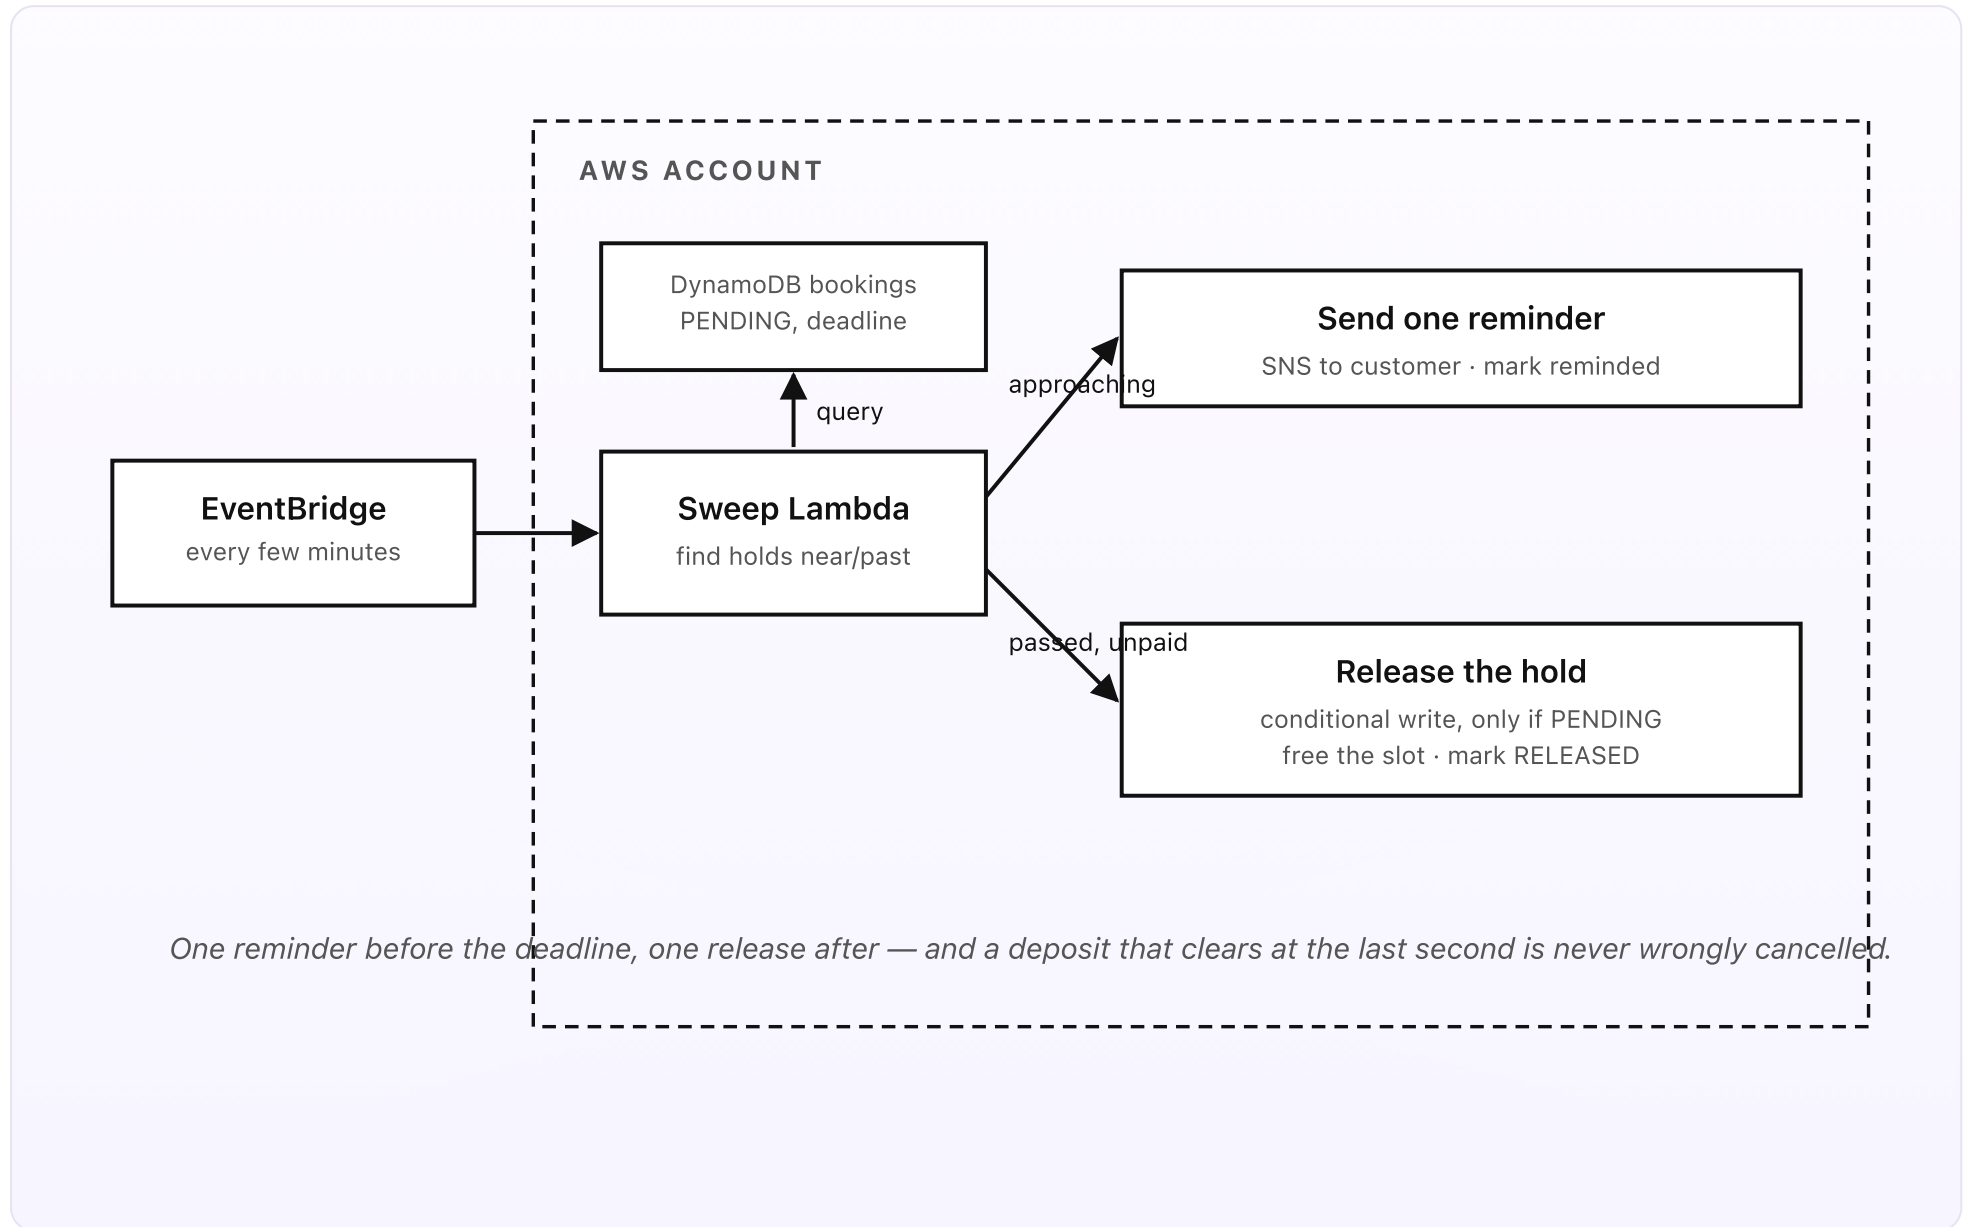 AWS ACCOUNT
DynamoDB bookings
PENDING, deadline
query
EventBridge
every few minutes
Sweep Lambda
find holds near/past
approaching
Send one reminder
SNS to customer · mark reminded
passed, unpaid
Release the hold
conditional write, only if PENDING
free the slot · mark RELEASED
One reminder before the deadline, one release after — and a deposit that clears at the last second is never wrongly cancelled.